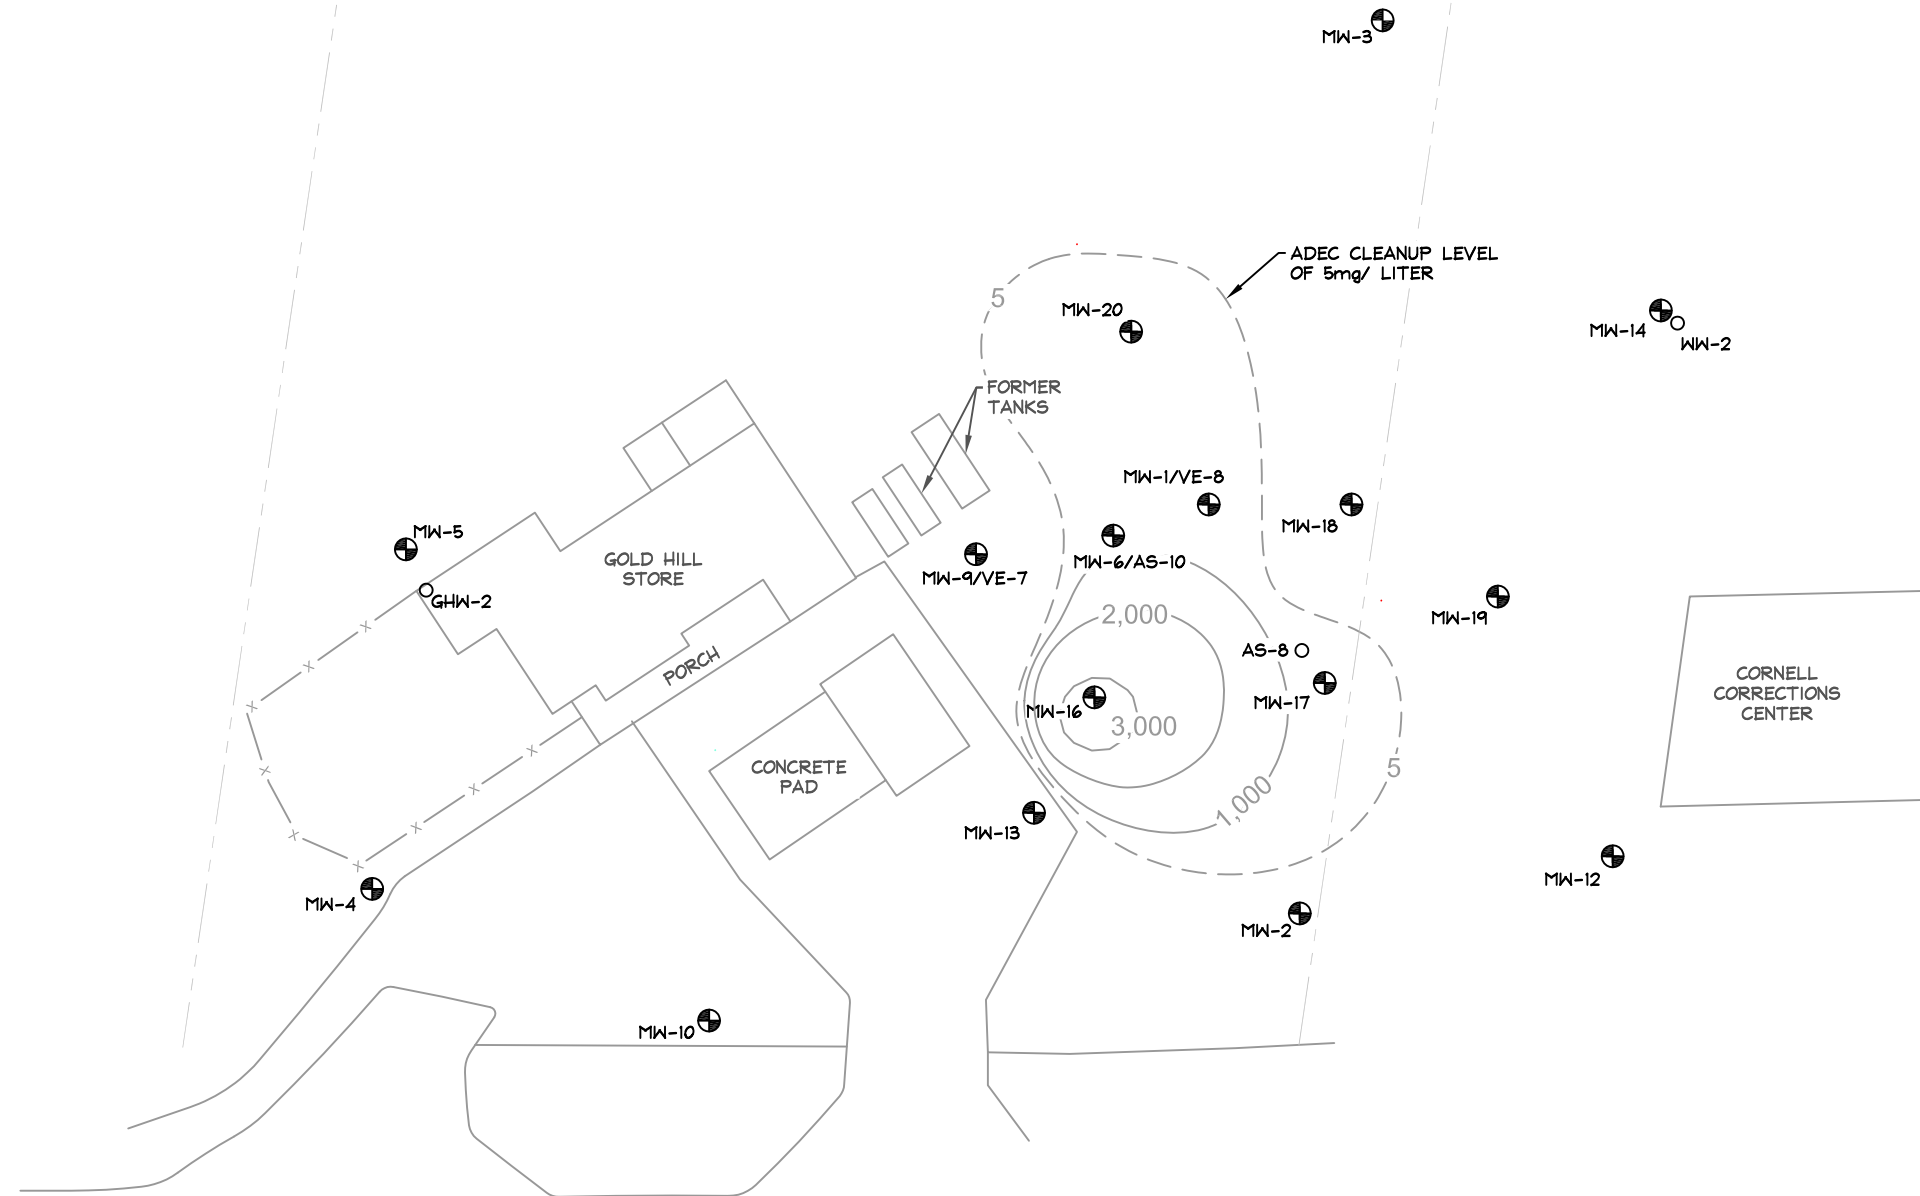 MW-3
ADEC CLEANUP LEVEL
OF 5mg/ LITER
5
MW-20
MW-14
WW-2
FORMER
TANKS
MW-1/VE-8
MW-18
MW-5
GOLD HILL
STORE
MW-6/AS-10
MW-9/VE-7
GHW-2
2,000
MW-19
AS-8
PORCH
CORNELL
CORRECTIONS
CENTER
MW-16
MW-17
3,000
CONCRETE
PAD
5
1,000
MW-13
MW-12
MW-4
MW-2
MW-10